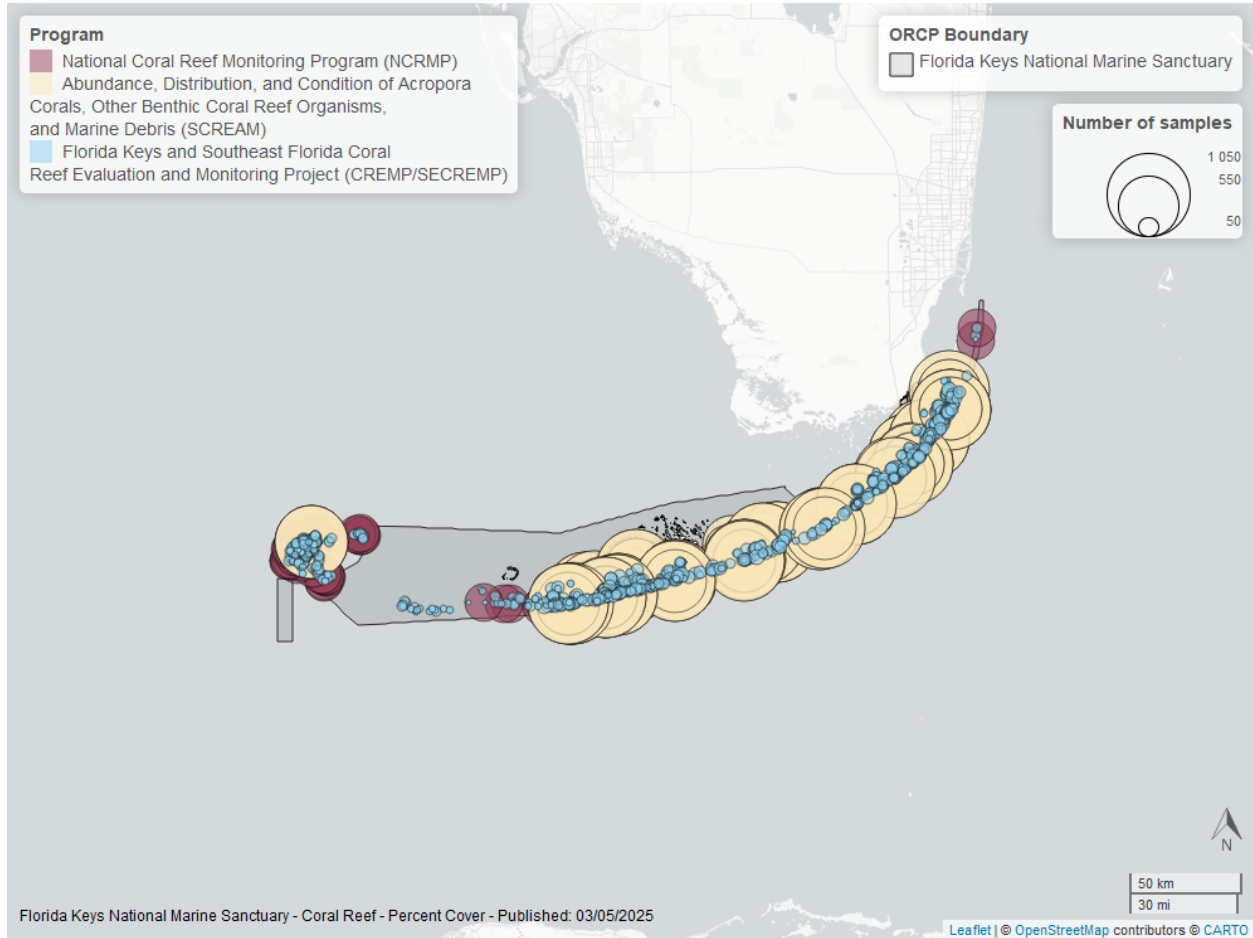 Program
National Coral Reef Monitoring Program (NCRMP)
Abundance, Distribution, and Condition of Acropora
Corals, Other Benthic Coral Reef Organisms,
and Marine Debris (SCREAM)
Florida Keys and Southeast Florida Coral
Reef Evaluation and Monitoring Project (CREMP/SECREMP)
ORCP Boundary
Florida Keys National Marine Sanctuary
Number of samples
1 050
550
50
N
50 km
30 mi
Florida Keys National Marine Sanctuary - Coral Reef - Percent Cover - Published: 03/05/2025
Leaflet | © OpenStreetMap contributors © CARTO